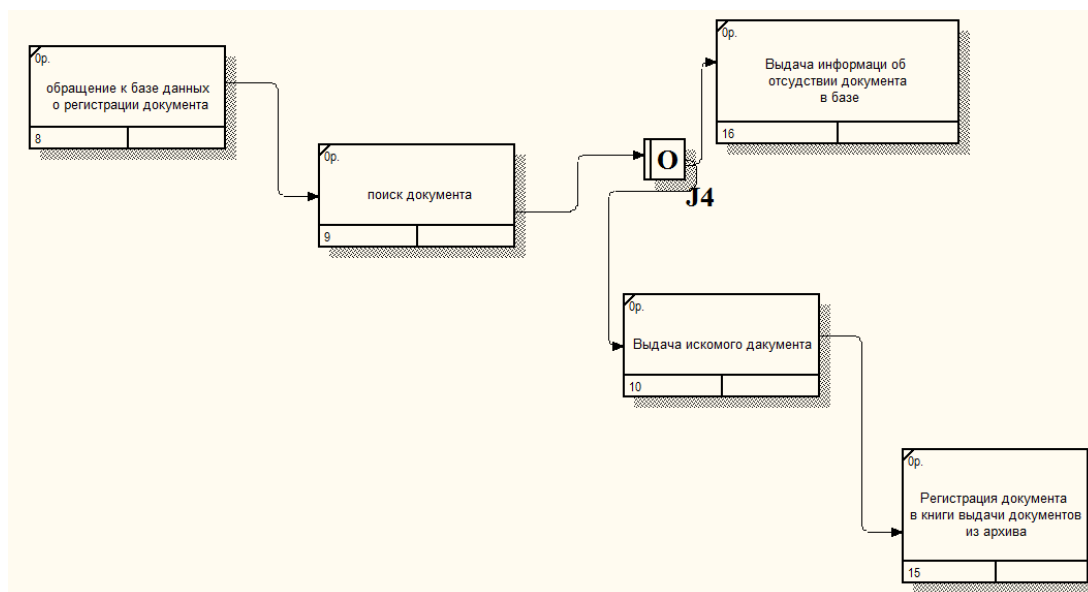 0р.
обращение к базе данных
о регистрации документа
8
0р.
поиск документа
9
O
J4
0р.
Выдача информаци об
отсудствии документа
в базе
16
0р.
Выдача искомого дакумента
10
0р.
Регистрация документа
в книги выдачи документов
из архива
15